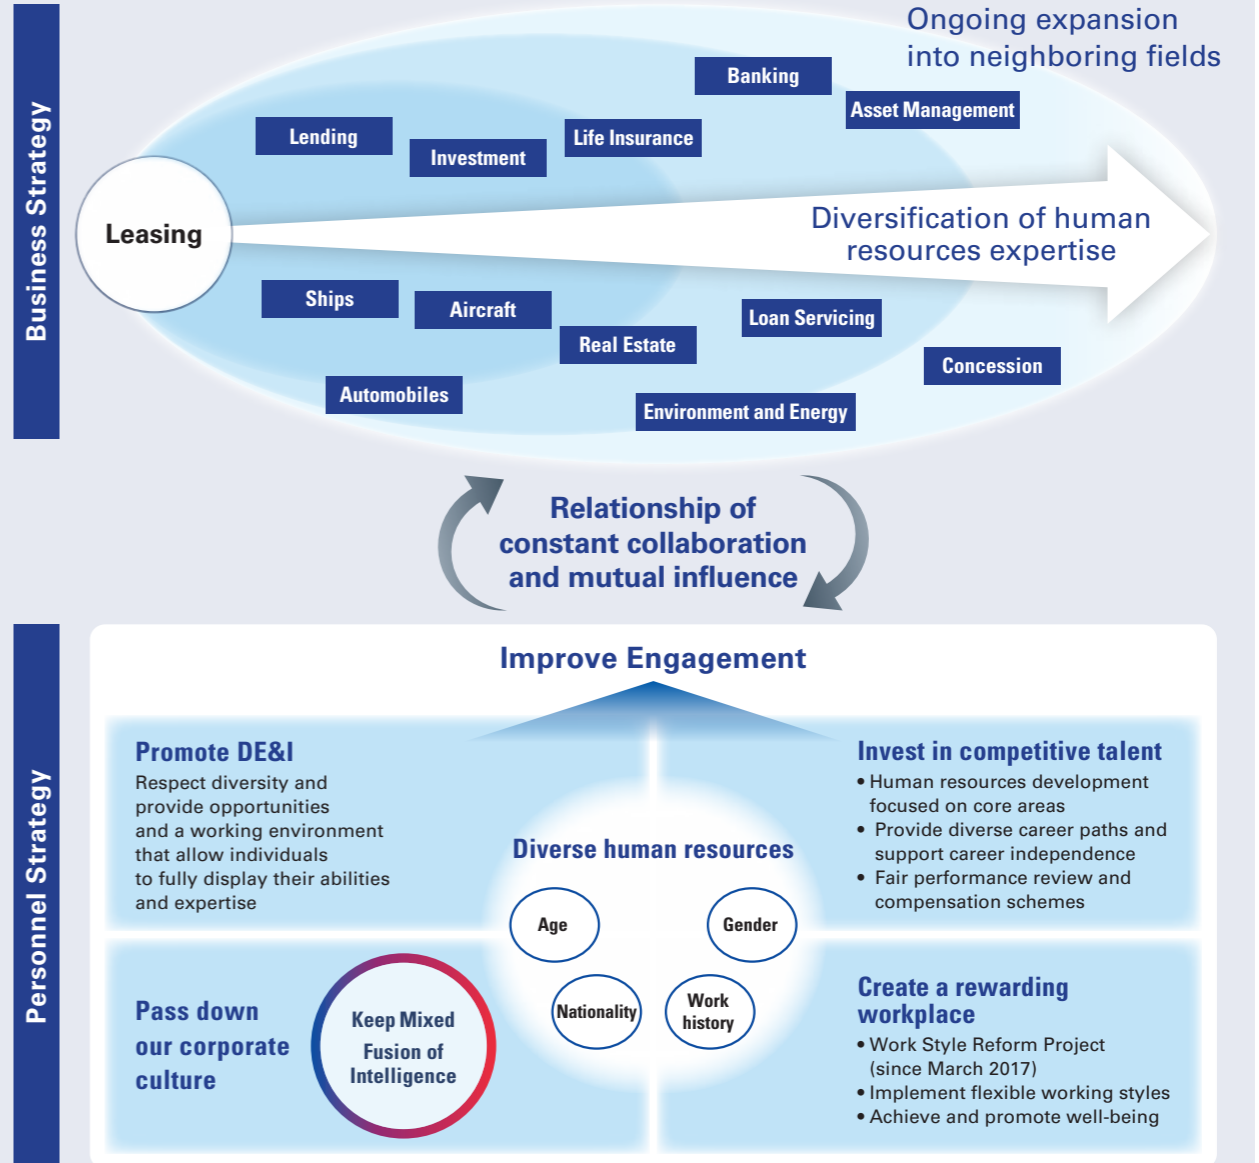 Business Strategy
Ongoing expansion
into neighboring fields
Banking
Asset Management
Lending
Investment
Life Insurance
Leasing
Diversification of human
resources expertise
Ships
Aircraft
Real Estate
Loan Servicing
Concession
Automobiles
Environment and Energy
Relationship of
constant collaboration
and mutual influence
Personnel Strategy
Improve Engagement
Promote DE&I
Respect diversity and
provide opportunities
and a working environment
that allow individuals
to fully display their abilities
and expertise
Invest in competitive talent
• Human resources development
focused on core areas
• Provide diverse career paths and
support career independence
• Fair performance review and
compensation schemes
Diverse human resources
Age
Gender
Nationality
Work
history
Pass down
our corporate
culture
Keep Mixed
Fusion of
Intelligence
Create a rewarding
workplace
• Work Style Reform Project
(since March 2017)
• Implement flexible working styles
• Achieve and promote well-being